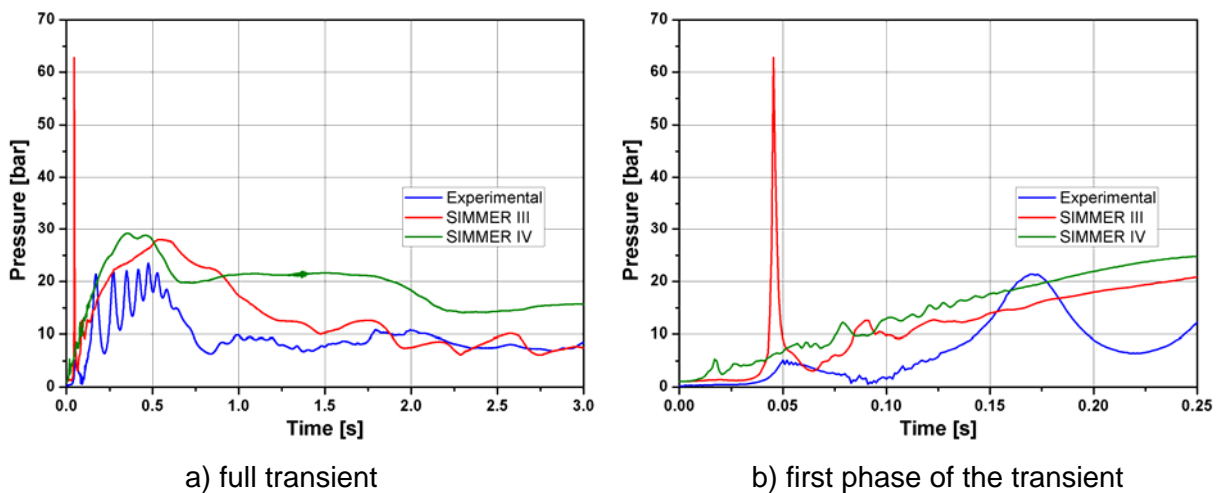 70
60
50
40
30
20
10
0
Pressure [bar]
0.0 0.5 1.0 1.5 2.0 2.5 3.0
Time [s]
Experimental
SIMMER III
SIMMER IV
a) full transient
70
60
50
40
30
20
10
0
Pressure [bar]
0.00 0.05 0.10 0.15 0.20 0.25
Time [s]
Experimental
SIMMER III
SIMMER IV
b) first phase of the transient